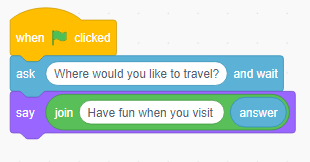 when clicked
ask Where would you like to travel? and wait
say join Have fun when you visit answer